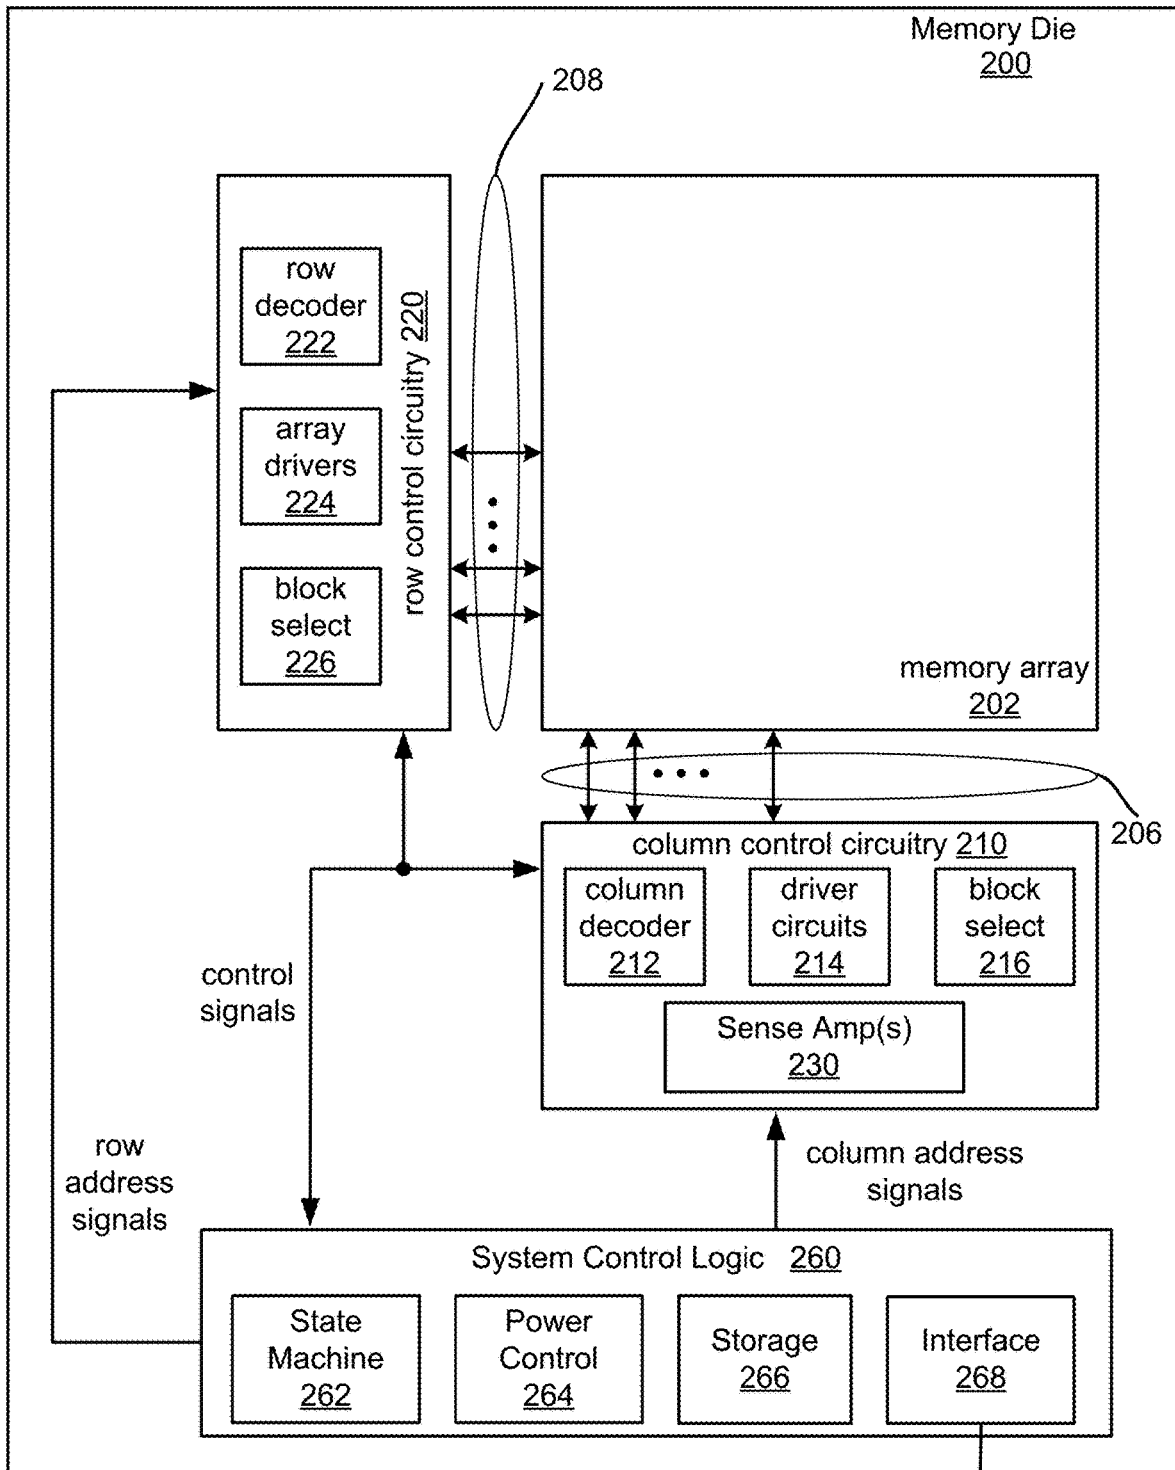 Memory Die
200
208
row
decoder
222
array
drivers
224
block
select
226
row control circuitry 220
memory array
202
206
column control circuitry 210
column
decoder
212
driver
circuits
214
block
select
216
Sense Amp(s)
230
control
signals
row
address
signals
column address
signals
System Control Logic 260
State
Machine
262
Power
Control
264
Storage
266
Interface
268